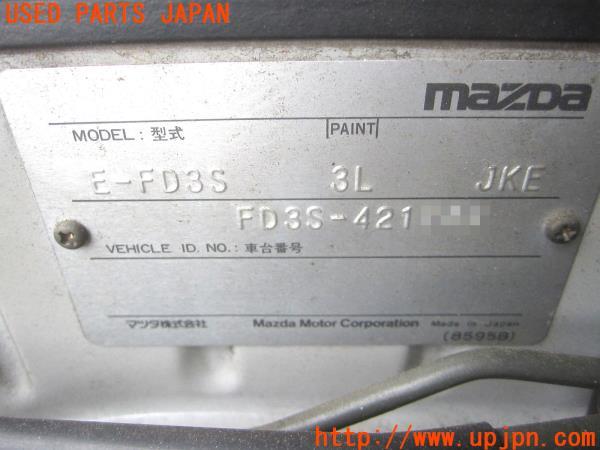 USED PARTS JAPAN
mazda
MODEL : 型式 PAINT
E-FD3S 3L JKE
FD3S-421
VEHICLE ID. NO. : 車台番号
マツダ株式会社 Mazda Motor Corporation Made in Japan
(8595B)
http://www.upjpn.com/